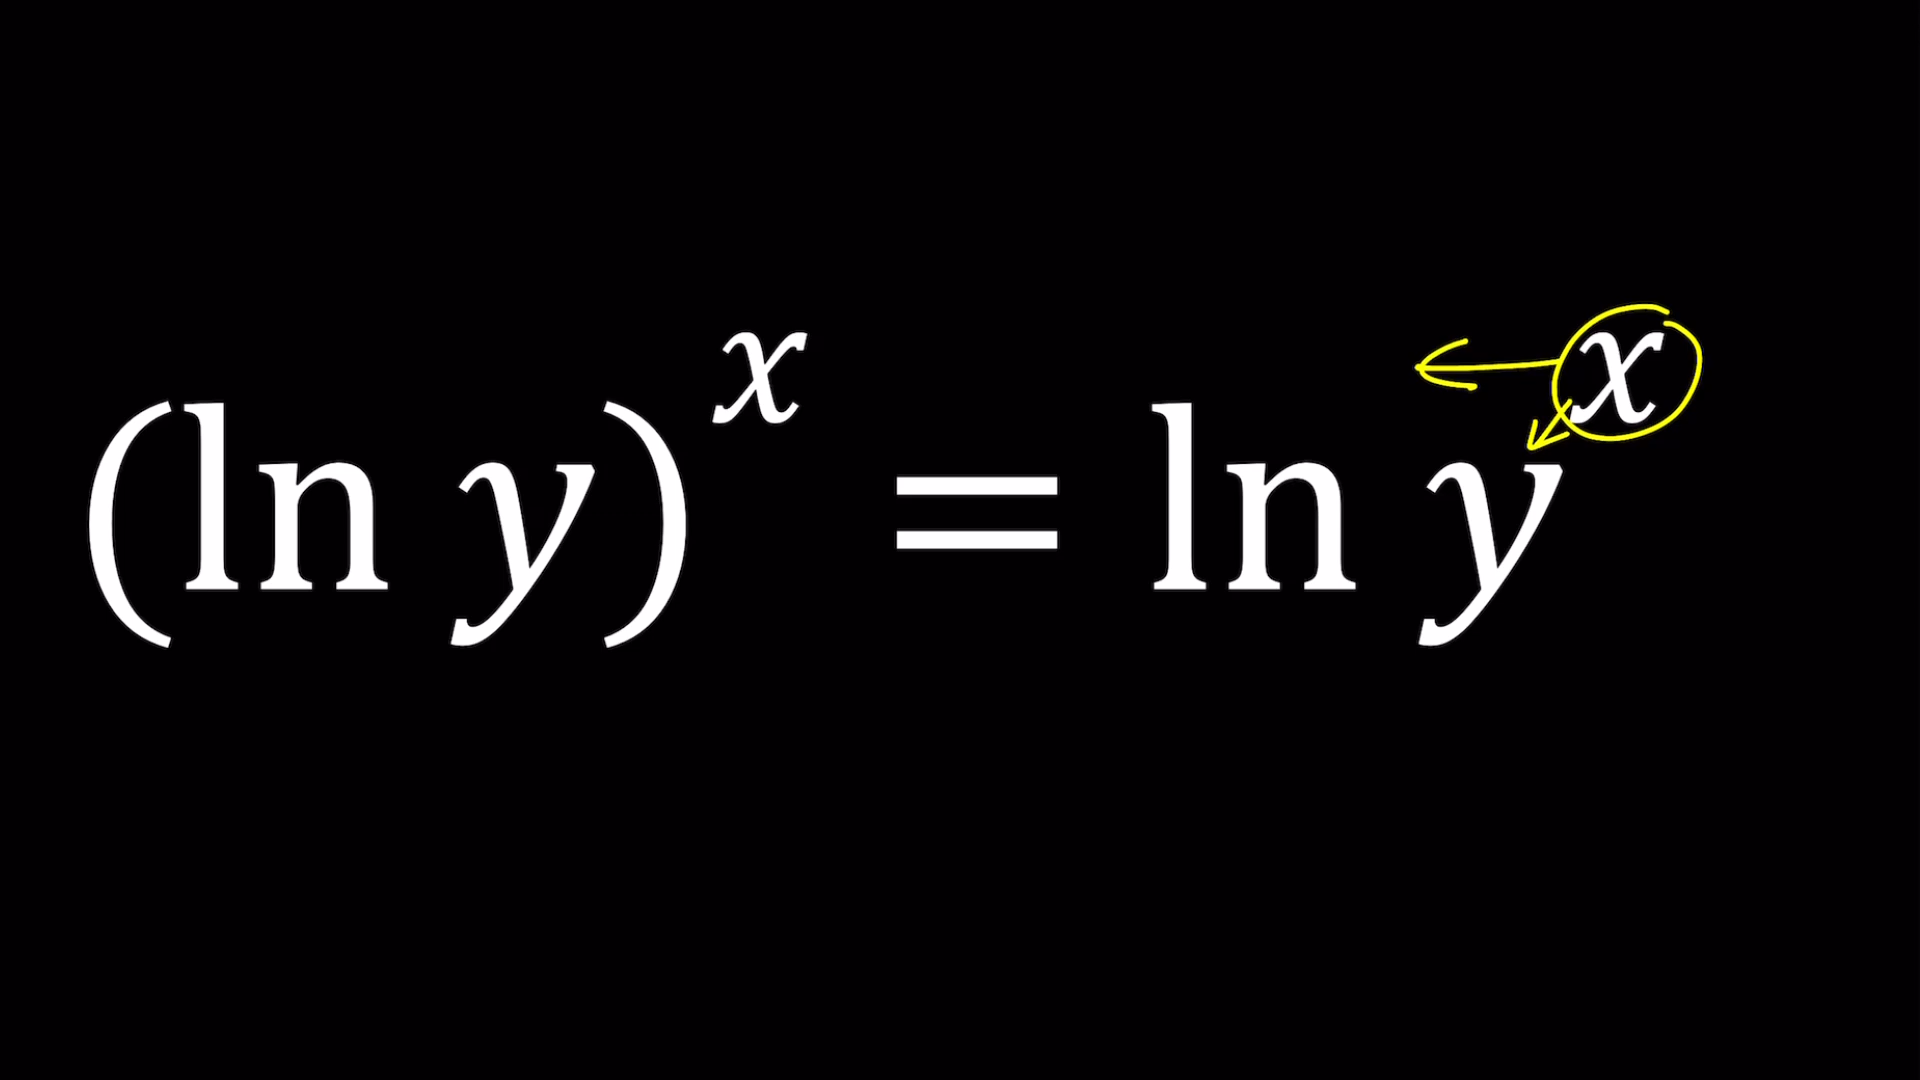 (ln y)^x = ln y^x